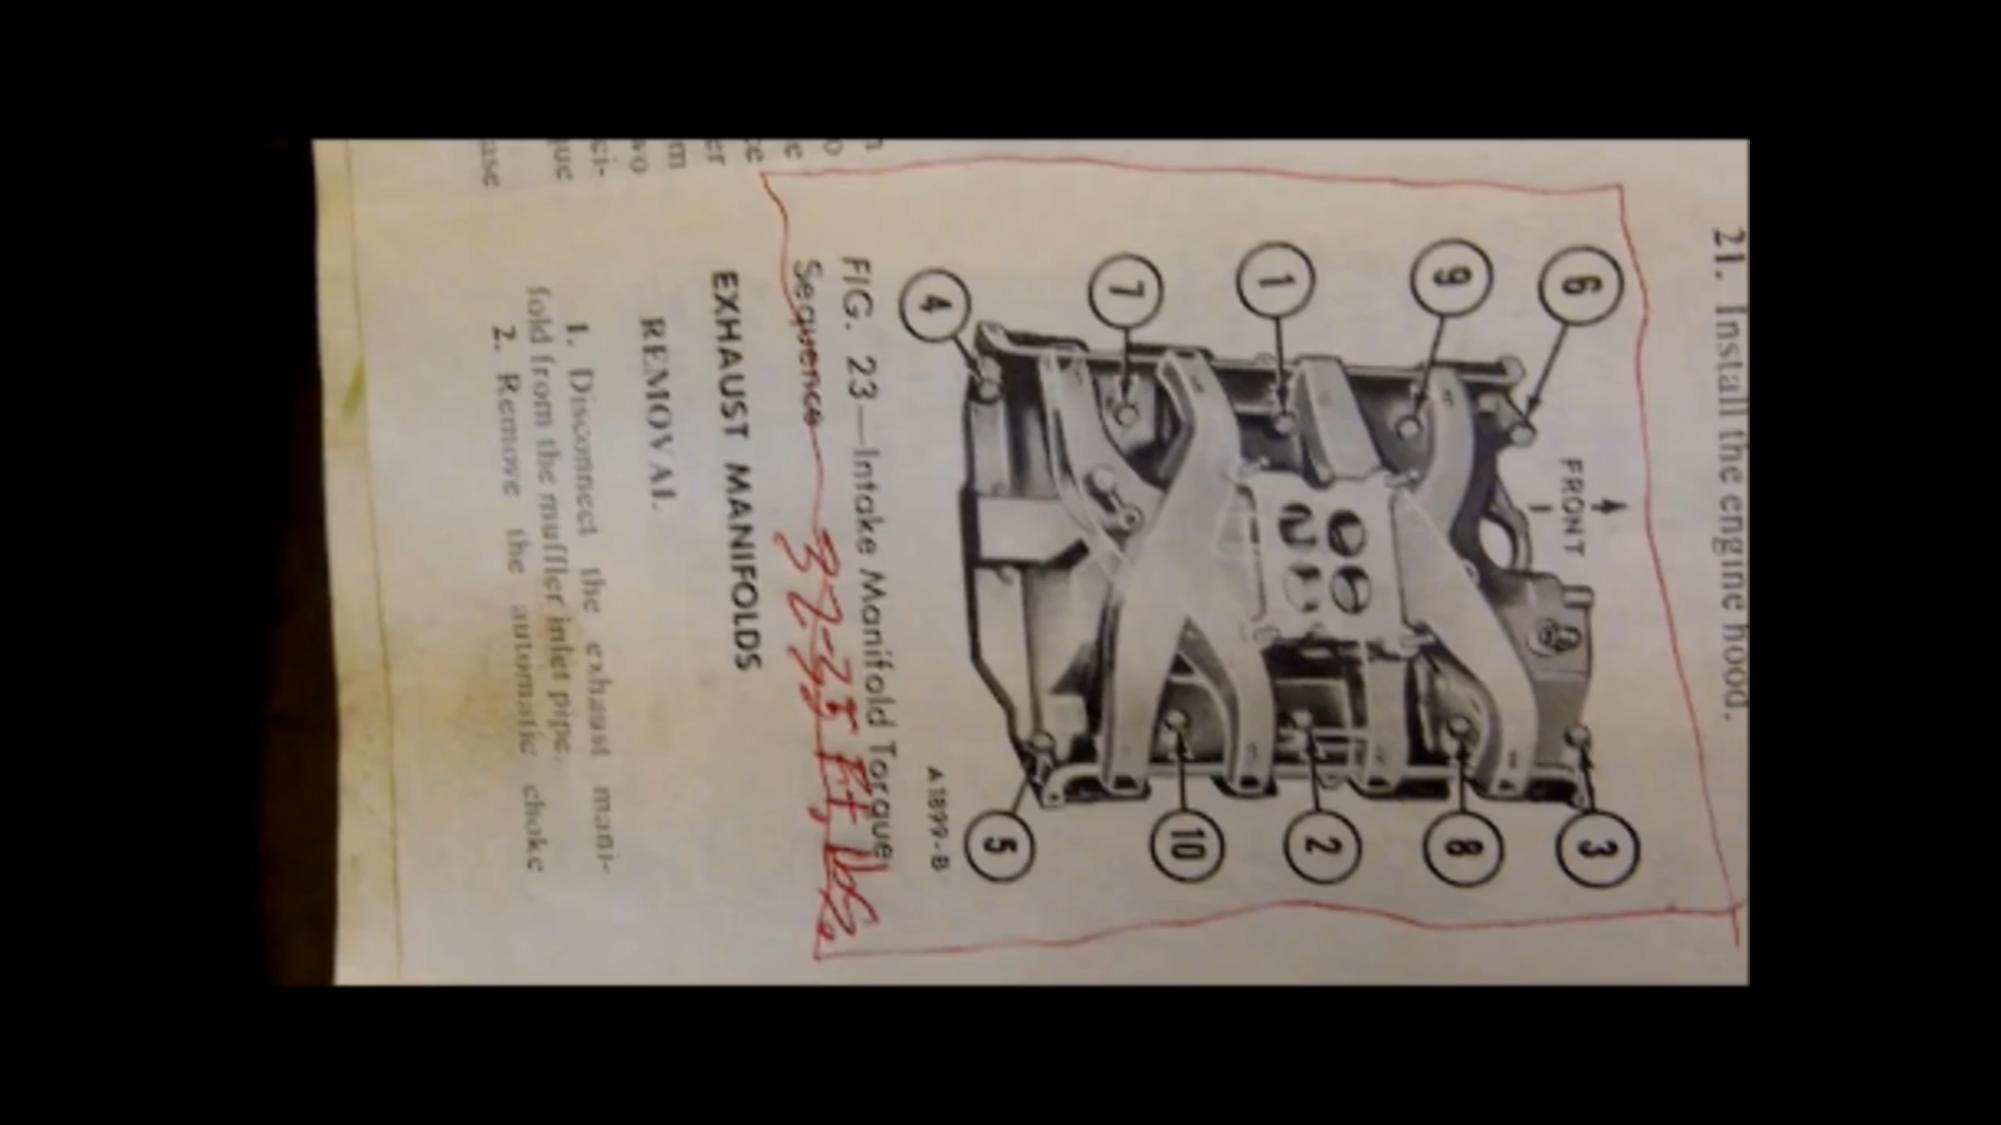 21. Install the engine hood.
FRONT
6
3
9
8
1
2
7
10
4
5
A1899-B
FIG. 23—Intake Manifold Torque
Sequence
32-35 Ft, Lbs.
EXHAUST MANIFOLDS
REMOVAL
1. Disconnect the exhaust mani-
fold from the muffler inlet pipe.
2. Remove the automatic choke